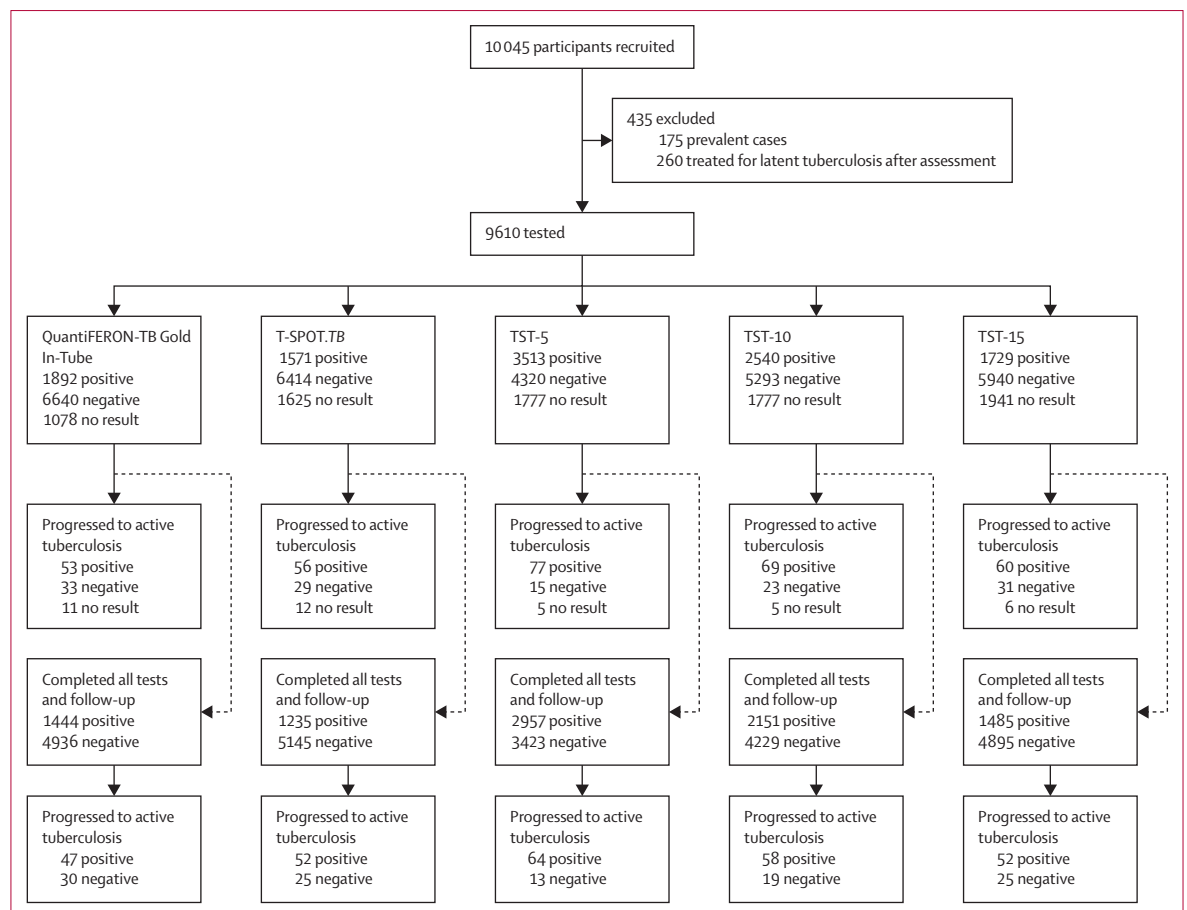 10 045 participants recruited
435 excluded
175 prevalent cases
260 treated for latent tuberculosis after assessment
9610 tested
QuantiFERON-TB Gold
In-Tube
1892 positive
6640 negative
1078 no result
T-SPOT.TB
1571 positive
6414 negative
1625 no result
TST-5
3513 positive
4320 negative
1777 no result
TST-10
2540 positive
5293 negative
1777 no result
TST-15
1729 positive
5940 negative
1941 no result
Progressed to active
tuberculosis
53 positive
33 negative
11 no result
Progressed to active
tuberculosis
56 positive
29 negative
12 no result
Progressed to active
tuberculosis
77 positive
15 negative
5 no result
Progressed to active
tuberculosis
69 positive
23 negative
5 no result
Progressed to active
tuberculosis
60 positive
31 negative
6 no result
Completed all tests
and follow-up
1444 positive
4936 negative
Completed all tests
and follow-up
1235 positive
5145 negative
Completed all tests
and follow-up
2957 positive
3423 negative
Completed all tests
and follow-up
2151 positive
4229 negative
Completed all tests
and follow-up
1485 positive
4895 negative
Progressed to active
tuberculosis
47 positive
30 negative
Progressed to active
tuberculosis
52 positive
25 negative
Progressed to active
tuberculosis
64 positive
13 negative
Progressed to active
tuberculosis
58 positive
19 negative
Progressed to active
tuberculosis
52 positive
25 negative